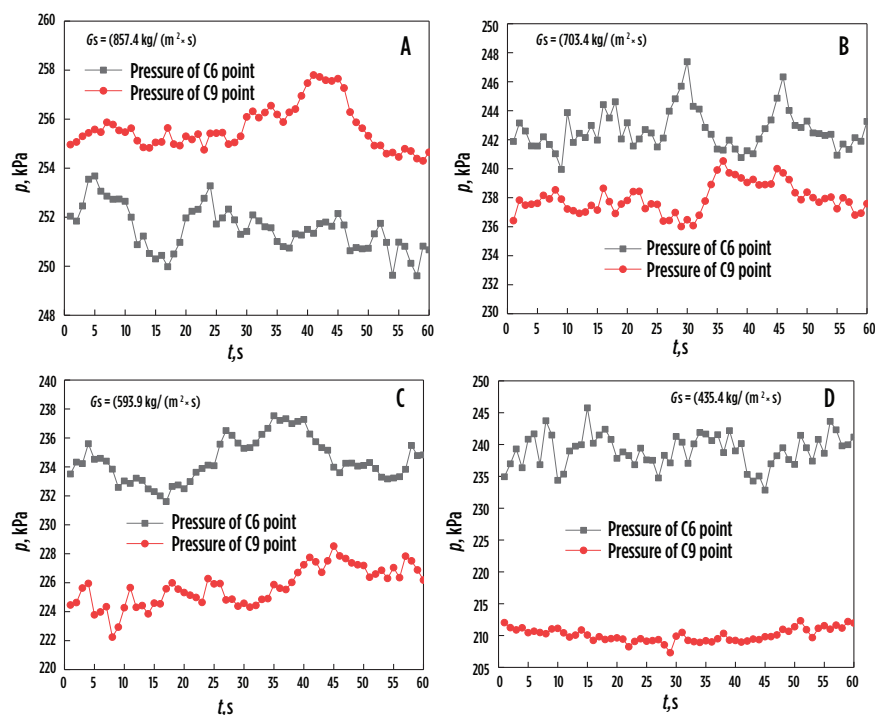 260
258
256
254
252
250
248
p, kPa
Gs = (857.4 kg/ (m² × s)
A
Pressure of C6 point
Pressure of C9 point
0 5 10 15 20 25 30 35 40 45 50 55 60
t,s
250
248
246
244
242
240
238
236
234
232
230
p, kPa
Gs = (703.4 kg/ (m² × s)
B
Pressure of C6 point
Pressure of C9 point
0 5 10 15 20 25 30 35 40 45 50 55 60
t,s
240
238
236
234
232
228
226
224
222
220
p, kPa
Gs = (593.9 kg/ (m² × s)
C
Pressure of C6 point
Pressure of C9 point
0 5 10 15 20 25 30 35 40 45 50 55 60
t,s
250
245
240
235
230
225
220
215
210
205
p, kPa
Gs = (435.4 kg/ (m² × s)
D
Pressure of C6 point
Pressure of C9 point
0 5 10 15 20 25 30 35 40 45 50 55 60
t,s